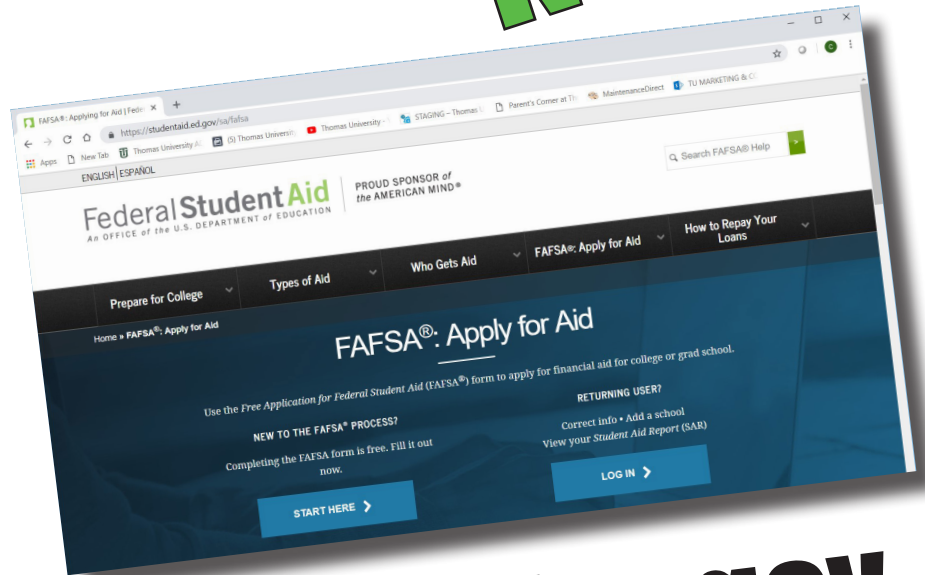 FAFSA®: Applying for Aid | Feder
https://studentaid.ed.gov/sa/fafsa
Apps New Tab Thomas University (5) Thomas University Thomas University - STAGING – Thomas Parent's Corner at Th MaintenanceDirect TU MARKETING &
ENGLISH | ESPAÑOL
Search FAFSA® Help
Federal Student Aid
An OFFICE of the U.S. DEPARTMENT of EDUCATION
PROUD SPONSOR of
the AMERICAN MIND®
Prepare for College Types of Aid Who Gets Aid FAFSA®: Apply for Aid How to Repay Your
Loans
Home » FAFSA®: Apply for Aid
FAFSA®: Apply for Aid
Use the Free Application for Federal Student Aid (FAFSA®) form to apply for financial aid for college or grad school.
NEW TO THE FAFSA® PROCESS?
Completing the FAFSA form is free. Fill it out
now.
START HERE
RETURNING USER?
Correct info • Add a school
View your Student Aid Report (SAR)
LOG IN